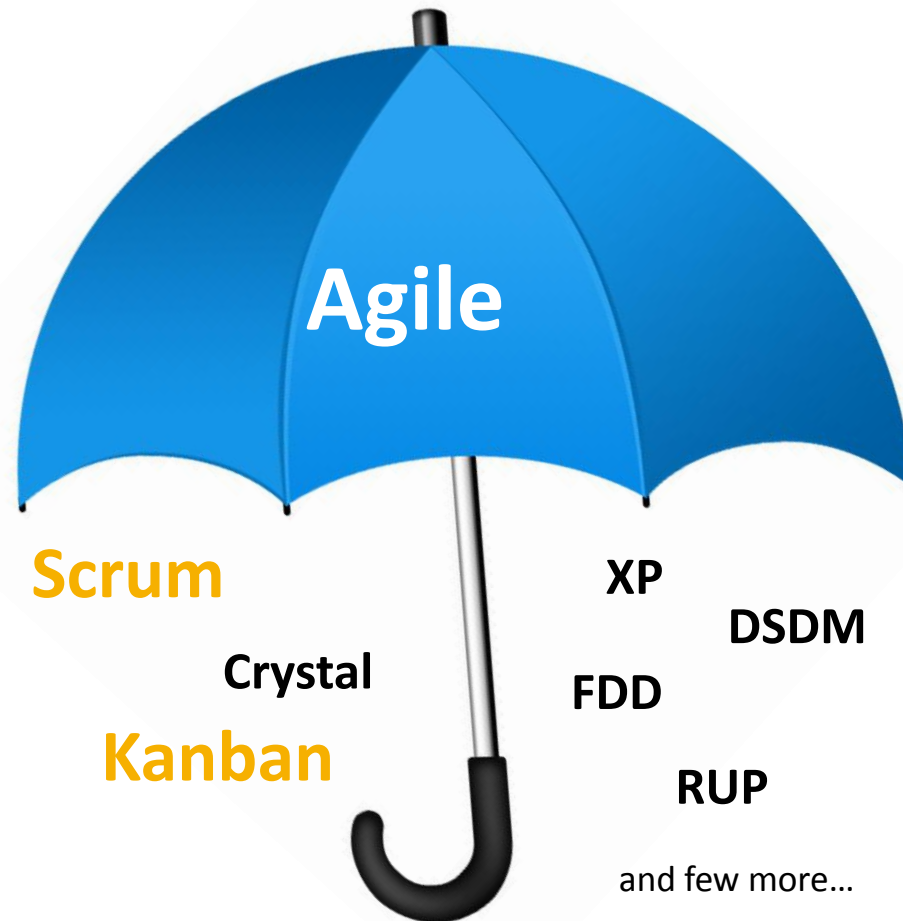 Agile
Scrum
XP
DSDM
Crystal
FDD
Kanban
RUP
and few more...